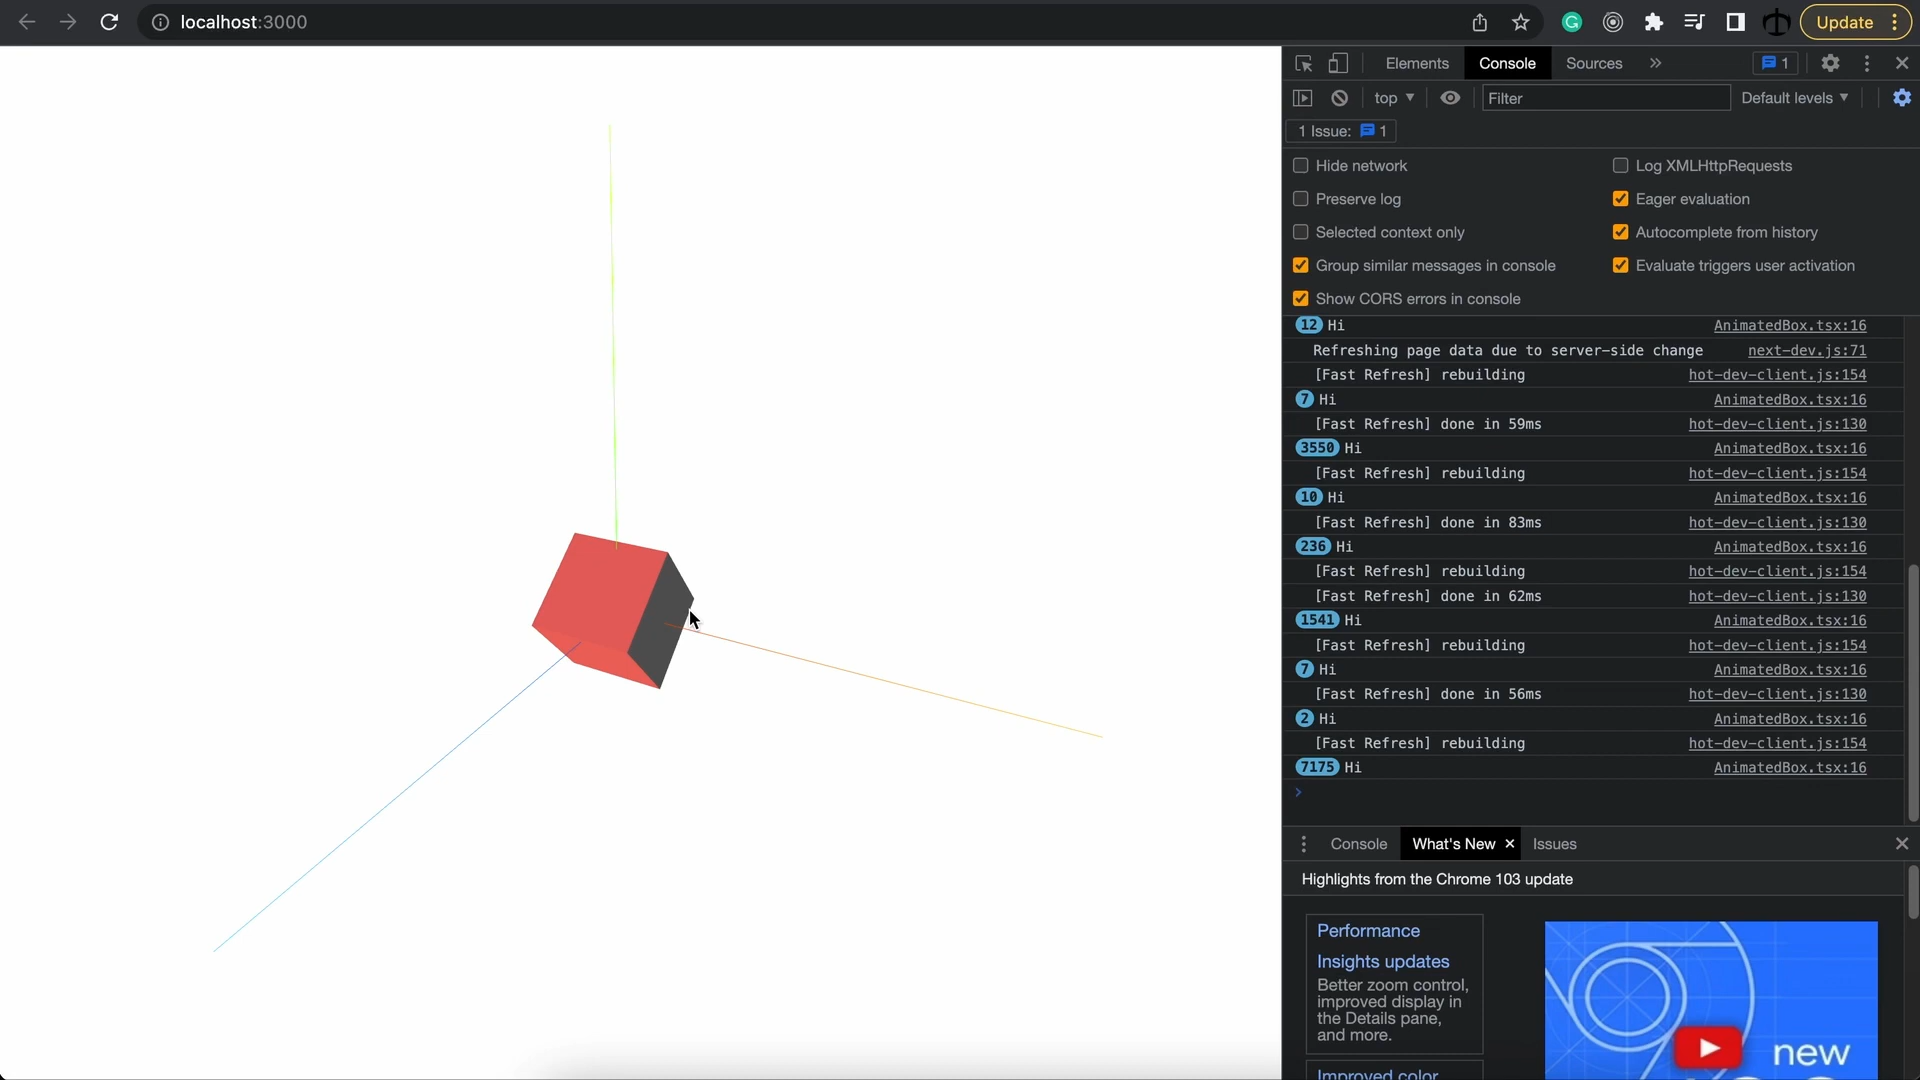 localhost:3000
Update
Elements
Console
Sources
1
top
Filter
Default levels
1 Issue: 1
Hide network
Log XMLHttpRequests
Preserve log
Eager evaluation
Selected context only
Autocomplete from history
Group similar messages in console
Evaluate triggers user activation
Show CORS errors in console
12 Hi AnimatedBox.tsx:16
Refreshing page data due to server-side change next-dev.js:71
[Fast Refresh] rebuilding hot-dev-client.js:154
7 Hi AnimatedBox.tsx:16
[Fast Refresh] done in 59ms hot-dev-client.js:130
3550 Hi AnimatedBox.tsx:16
[Fast Refresh] rebuilding hot-dev-client.js:154
10 Hi AnimatedBox.tsx:16
[Fast Refresh] done in 83ms hot-dev-client.js:130
236 Hi AnimatedBox.tsx:16
[Fast Refresh] rebuilding hot-dev-client.js:154
[Fast Refresh] done in 62ms hot-dev-client.js:130
1541 Hi AnimatedBox.tsx:16
[Fast Refresh] rebuilding hot-dev-client.js:154
7 Hi AnimatedBox.tsx:16
[Fast Refresh] done in 56ms hot-dev-client.js:130
2 Hi AnimatedBox.tsx:16
[Fast Refresh] rebuilding hot-dev-client.js:154
7175 Hi AnimatedBox.tsx:16
Console
What's New
Issues
Highlights from the Chrome 103 update
Performance
Insights updates
Better zoom control,
improved display in
the Details pane,
and more.
Improved color
new